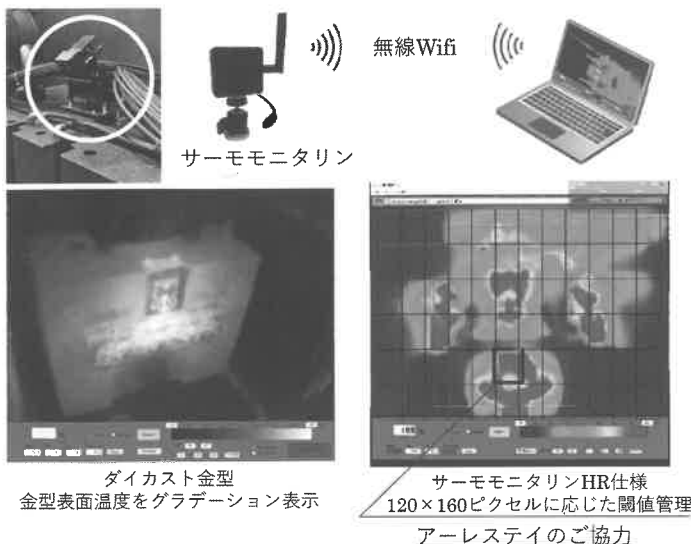 無線Wifi
サーモモニタリン
ダイカスト金型
金型表面温度をグラデーション表示
サーモモニタリンHR仕様
120×160ピクセルに応じた閾値管理
アーレステイのご協力